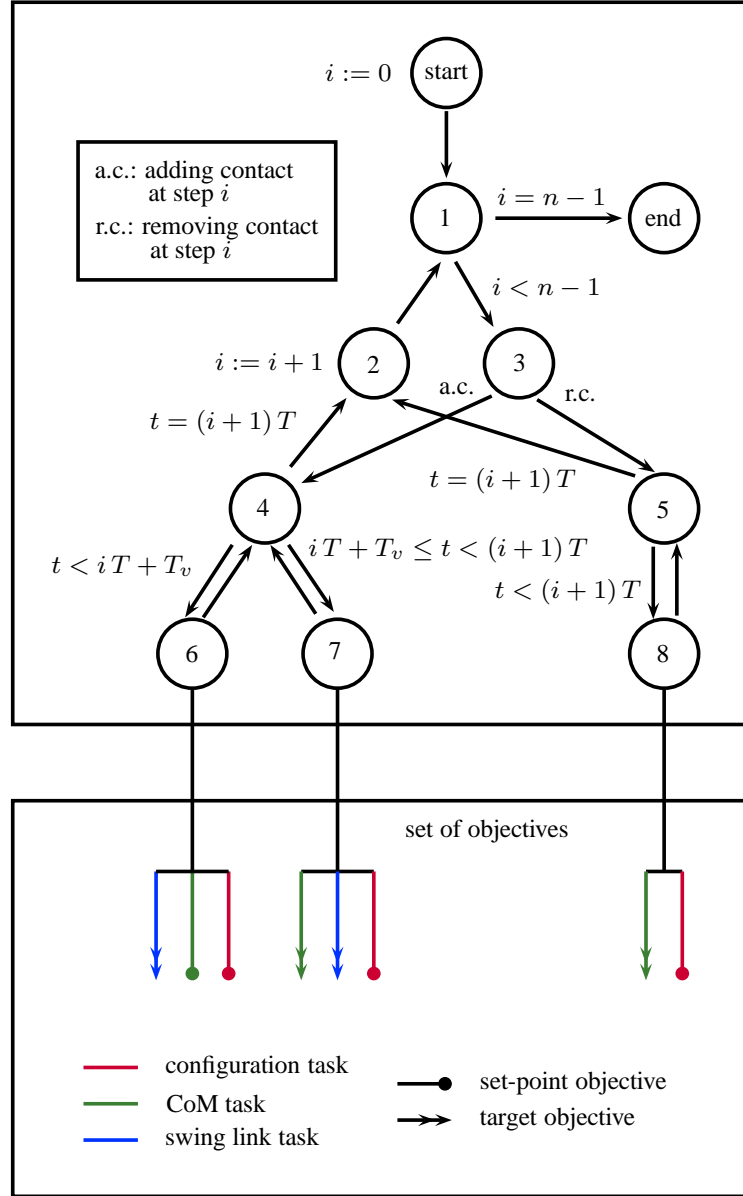 i := 0
start
a.c.: adding contact
at step i
r.c.: removing contact
at step i
1
i = n − 1
end
i < n − 1
i := i + 1
2
3
a.c.
r.c.
t = (i + 1) T
t = (i + 1) T
4
5
t < i T + T_v
i T + T_v ≤ t < (i + 1) T
t < (i + 1) T
6
7
8
set of objectives
configuration task
CoM task
swing link task
set-point objective
target objective